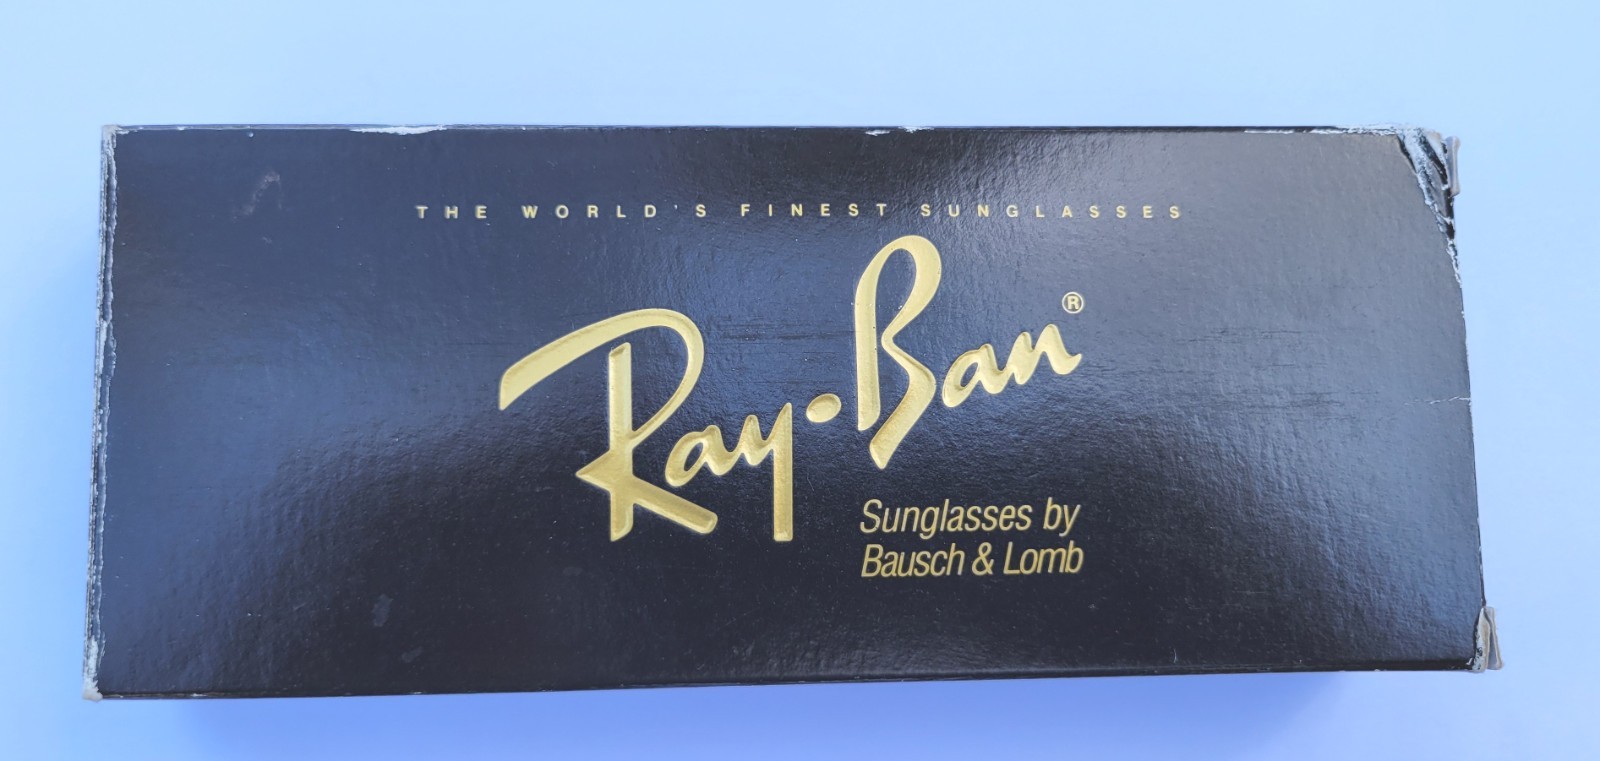 THE WORLD'S FINEST SUNGLASSES
Ray-Ban®
Sunglasses by
Bausch & Lomb